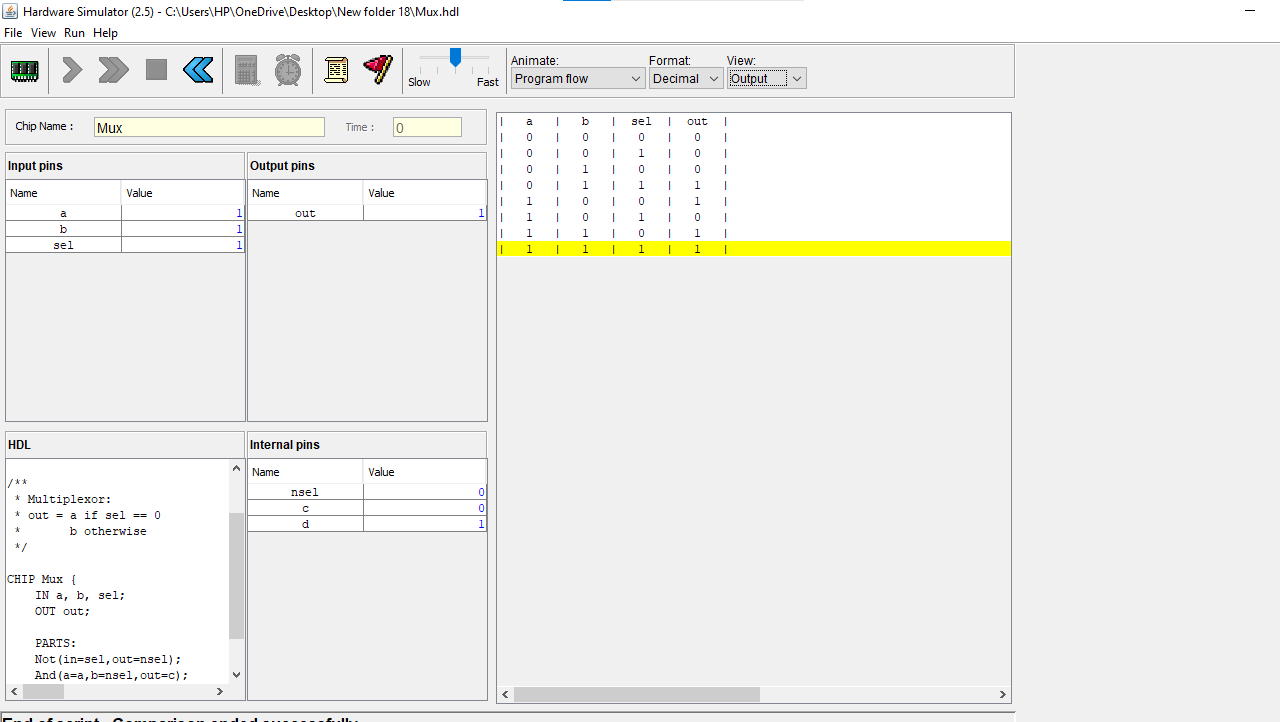 Hardware Simulator (2.5) - C:\Users\HP\OneDrive\Desktop\New folder 18\Mux.hdl
File View Run Help
Animate: Format: View:
Slow Fast Program flow Decimal Output
Chip Name : Mux Time : 0
Input pins
Name Value
a 1
b 1
sel 1
Output pins
Name Value
out 1
| a | b | sel | out |
| 0 | 0 | 0 | 0 |
| 0 | 0 | 1 | 0 |
| 0 | 1 | 0 | 0 |
| 0 | 1 | 1 | 1 |
| 1 | 0 | 0 | 1 |
| 1 | 0 | 1 | 0 |
| 1 | 1 | 0 | 1 |
| 1 | 1 | 1 | 1 |
HDL
/**
* Multiplexor:
* out = a if sel == 0
* b otherwise
*/
CHIP Mux {
IN a, b, sel;
OUT out;
PARTS:
Not(in=sel,out=nsel);
And(a=a,b=nsel,out=c);
Internal pins
Name Value
nsel 0
c 0
d 1
End of script - Comparison ended successfully